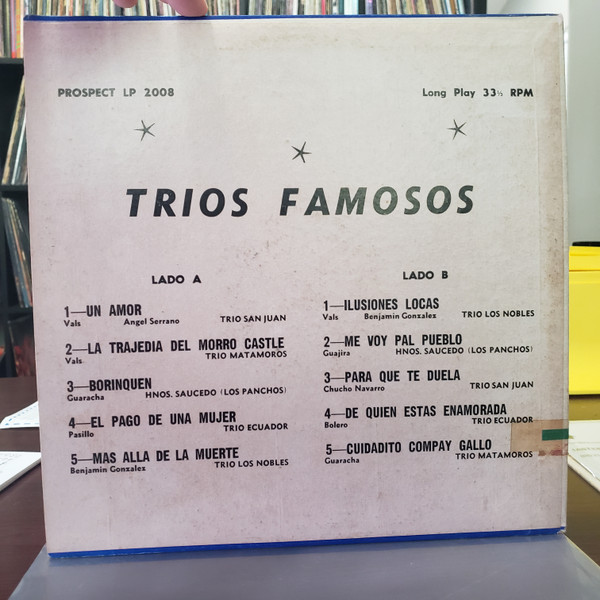 PROSPECT LP 2008
Long Play 33⅓ RPM
TRIOS FAMOSOS
LADO A
1—UN AMOR
Vals Angel Serrano TRIO SAN JUAN
2—LA TRAJEDIA DEL MORRO CASTLE
Vals TRIO MATAMOROS
3—BORINQUEN
Guaracha HNOS. SAUCEDO (LOS PANCHOS)
4—EL PAGO DE UNA MUJER
Pasillo TRIO ECUADOR
5—MAS ALLA DE LA MUERTE
Benjamin Gonzalez TRIO LOS NOBLES
LADO B
1—ILUSIONES LOCAS
Vals Benjamin Gonzalez TRIO LOS NOBLES
2—ME VOY PAL PUEBLO
Guajira HNOS. SAUCEDO (LOS PANCHOS)
3—PARA QUE TE DUELA
Chucho Navarro TRIO SAN JUAN
4—DE QUIEN ESTAS ENAMORADA
Bolero TRIO ECUADOR
5—CUIDADITO COMPAY GALLO
Guaracha TRIO MATAMOROS